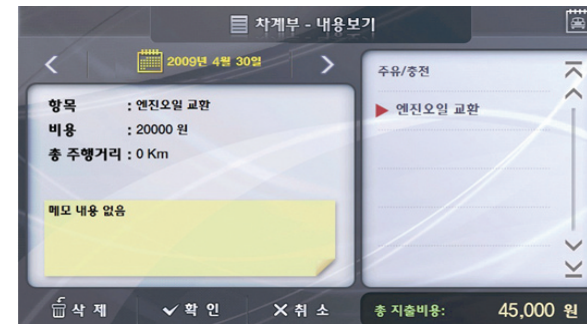 차계부 - 내용보기
2009년 4월 30일
항목 : 엔진오일 교환
비용 : 20000 원
총 주행거리 : 0 Km
메모 내용 없음
주유/충전
엔진오일 교환
삭 제
확 인
취 소
총 지출비용: 45,000 원